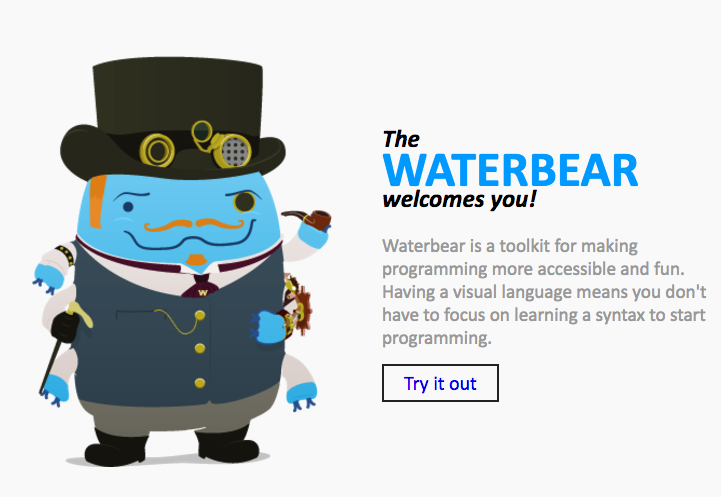 The
WATERBEAR
welcomes you!
Waterbear is a toolkit for making
programming more accessible and fun.
Having a visual language means you don't
have to focus on learning a syntax to start
programming.
Try it out
W